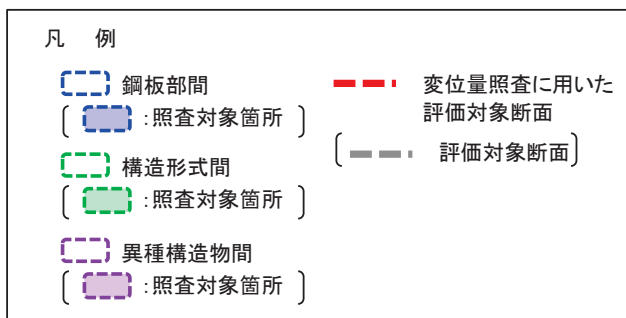 凡 例
鋼板部間
( :照査対象箇所 )
構造形式間
( :照査対象箇所 )
異種構造物間
( :照査対象箇所 )
変位量照査に用いた
評価対象断面
( 評価対象断面 )